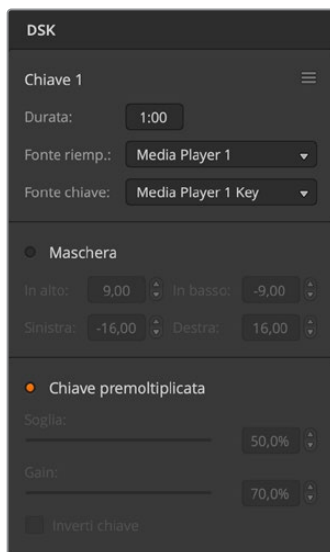 DSK
Chiave 1
Durata: 1:00
Fonte riemp.: Media Player 1
Fonte chiave: Media Player 1 Key
Maschera
In alto: 9,00 In basso: -9,00
Sinistra: -16,00 Destra: 16,00
Chiave premoltiplicata
Soglia:
50,0%
Gain:
70,0%
Inverti chiave